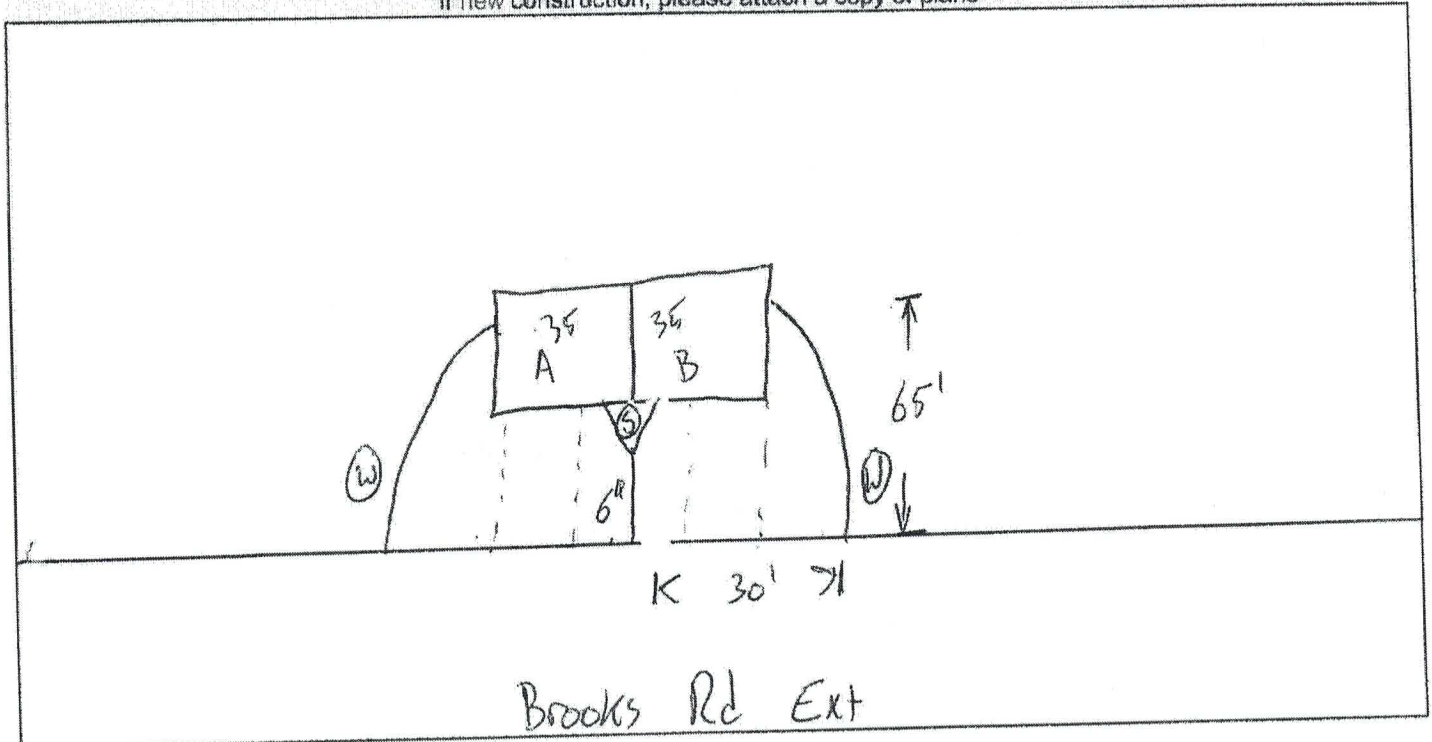 If new construction, please attach a copy of plans
35 35
A B
65'
S
W W
6"
30'
Brooks Rd Ext